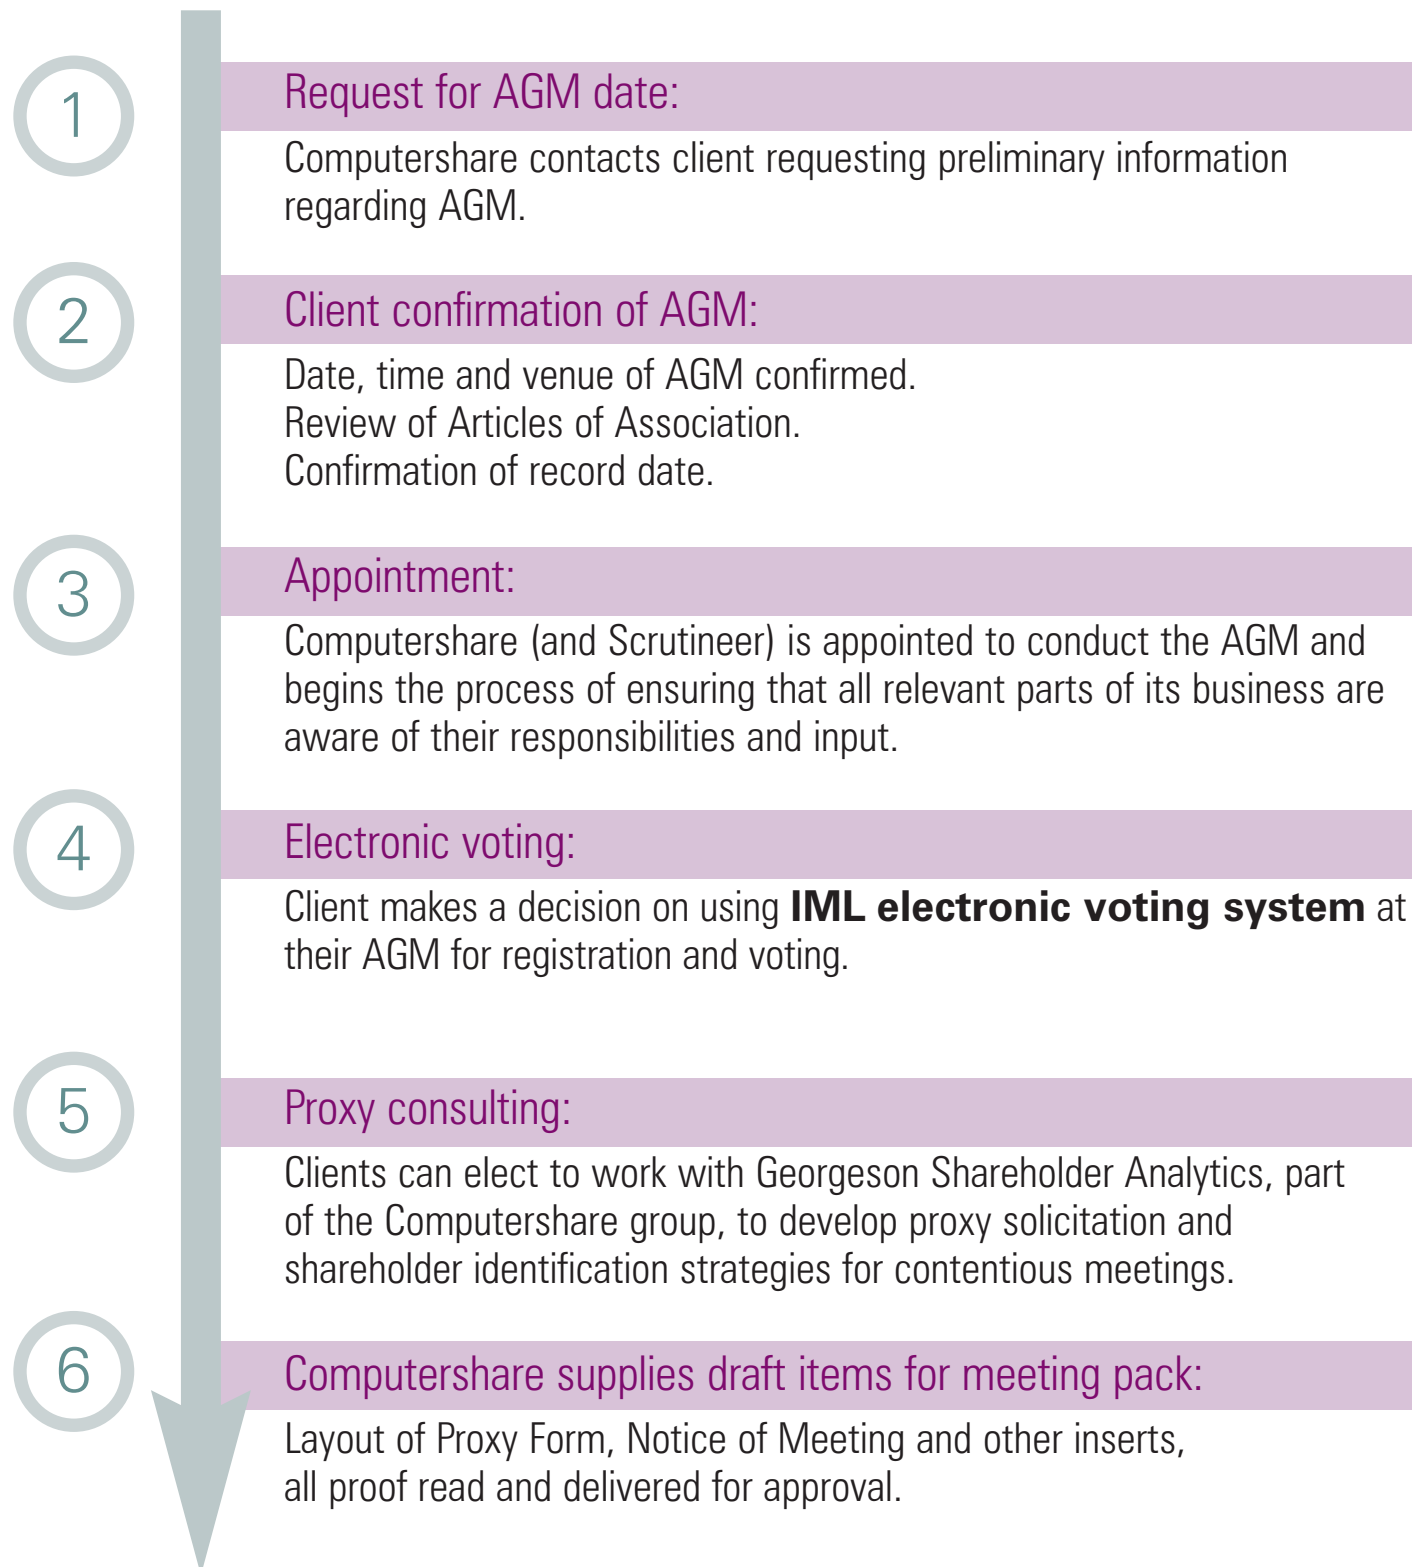 1
Request for AGM date:
Computershare contacts client requesting preliminary information
regarding AGM.
2
Client confirmation of AGM:
Date, time and venue of AGM confirmed.
Review of Articles of Association.
Confirmation of record date.
3
Appointment:
Computershare (and Scrutineer) is appointed to conduct the AGM and
begins the process of ensuring that all relevant parts of its business are
aware of their responsibilities and input.
4
Electronic voting:
Client makes a decision on using IML electronic voting system at
their AGM for registration and voting.
5
Proxy consulting:
Clients can elect to work with Georgeson Shareholder Analytics, part
of the Computershare group, to develop proxy solicitation and
shareholder identification strategies for contentious meetings.
6
Computershare supplies draft items for meeting pack:
Layout of Proxy Form, Notice of Meeting and other inserts,
all proof read and delivered for approval.